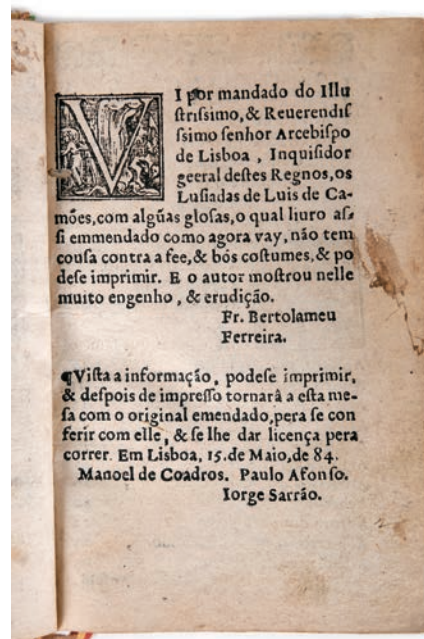 VI por mandado do Illu
ſtriſsimo, & Reuerendiſ
ſsimo ſenhor Arcebiſpo
de Lisboa , Inquiſidor
geeral deſtes Regnos, os
Luſiadas de Luis de Ca-
mões, com algũas gloſas, o qual liuro aſ,
ſi emmendado como agora vay, não tem
couſa contra a fee, & bõs coſtumes, & po
deſe imprimir. E o autor moſtrou nelle
muito engenho , & erudição.
Fr. Bertolameu
Ferreira.
¶Viſta a informação, podeſe imprimir,
& deſpois de impreſſo tornarâ a eſta me-
ſa com o original emendado, pera ſe con
ferir com elle, & ſe lhe dar licença pera
correr. Em Lisboa, 15. de Maio, de 84.
Manoel de Coadros. Paulo Afonſo.
Iorge Sarrão.